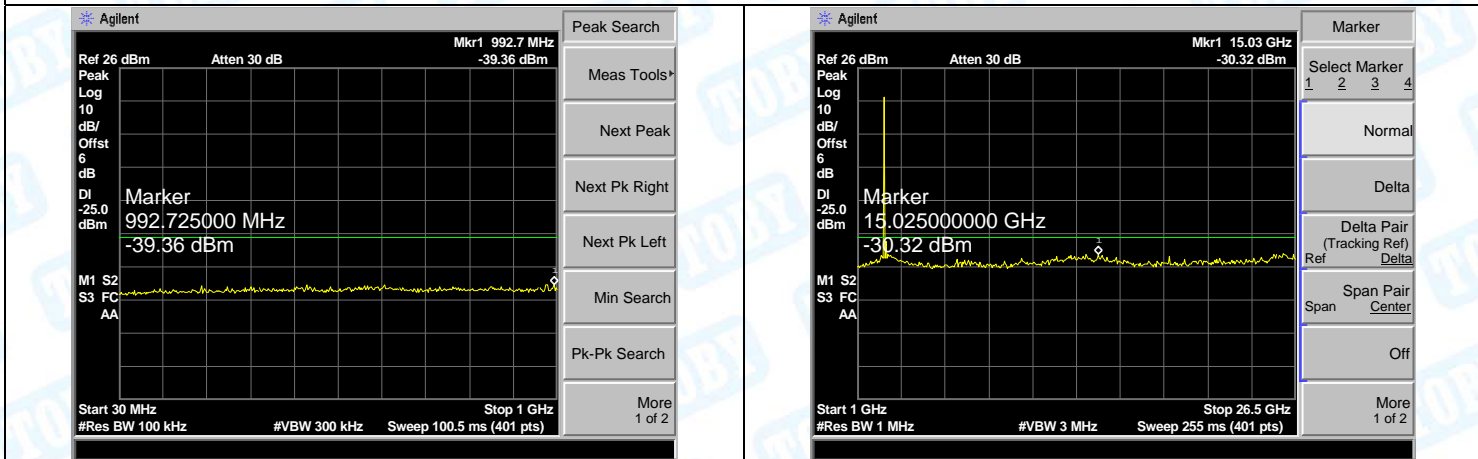 Agilent
Peak Search
Mkr1 992.7 MHz
Ref 26 dBm Atten 30 dB -39.36 dBm
Peak
Log
10
dB/
Offst
6
dB
DI
-25.0
dBm
Marker
992.725000 MHz
-39.36 dBm
1
M1 S2
S3 FC
AA
Start 30 MHz Stop 1 GHz
#Res BW 100 kHz #VBW 300 kHz Sweep 100.5 ms (401 pts)
Meas Tools
Next Peak
Next Pk Right
Next Pk Left
Min Search
Pk-Pk Search
More
1 of 2
Agilent
Marker
Mkr1 15.03 GHz
Ref 26 dBm Atten 30 dB -30.32 dBm
Peak
Log
10
dB/
Offst
6
dB
DI
-25.0
dBm
Marker
15.025000000 GHz
-30.32 dBm
1
M1 S2
S3 FC
AA
Start 1 GHz Stop 26.5 GHz
#Res BW 1 MHz #VBW 3 MHz Sweep 255 ms (401 pts)
Select Marker
1 2 3 4
Normal
Delta
Delta Pair
(Tracking Ref)
Ref Delta
Span Pair
Span Center
Off
More
1 of 2
TOBY